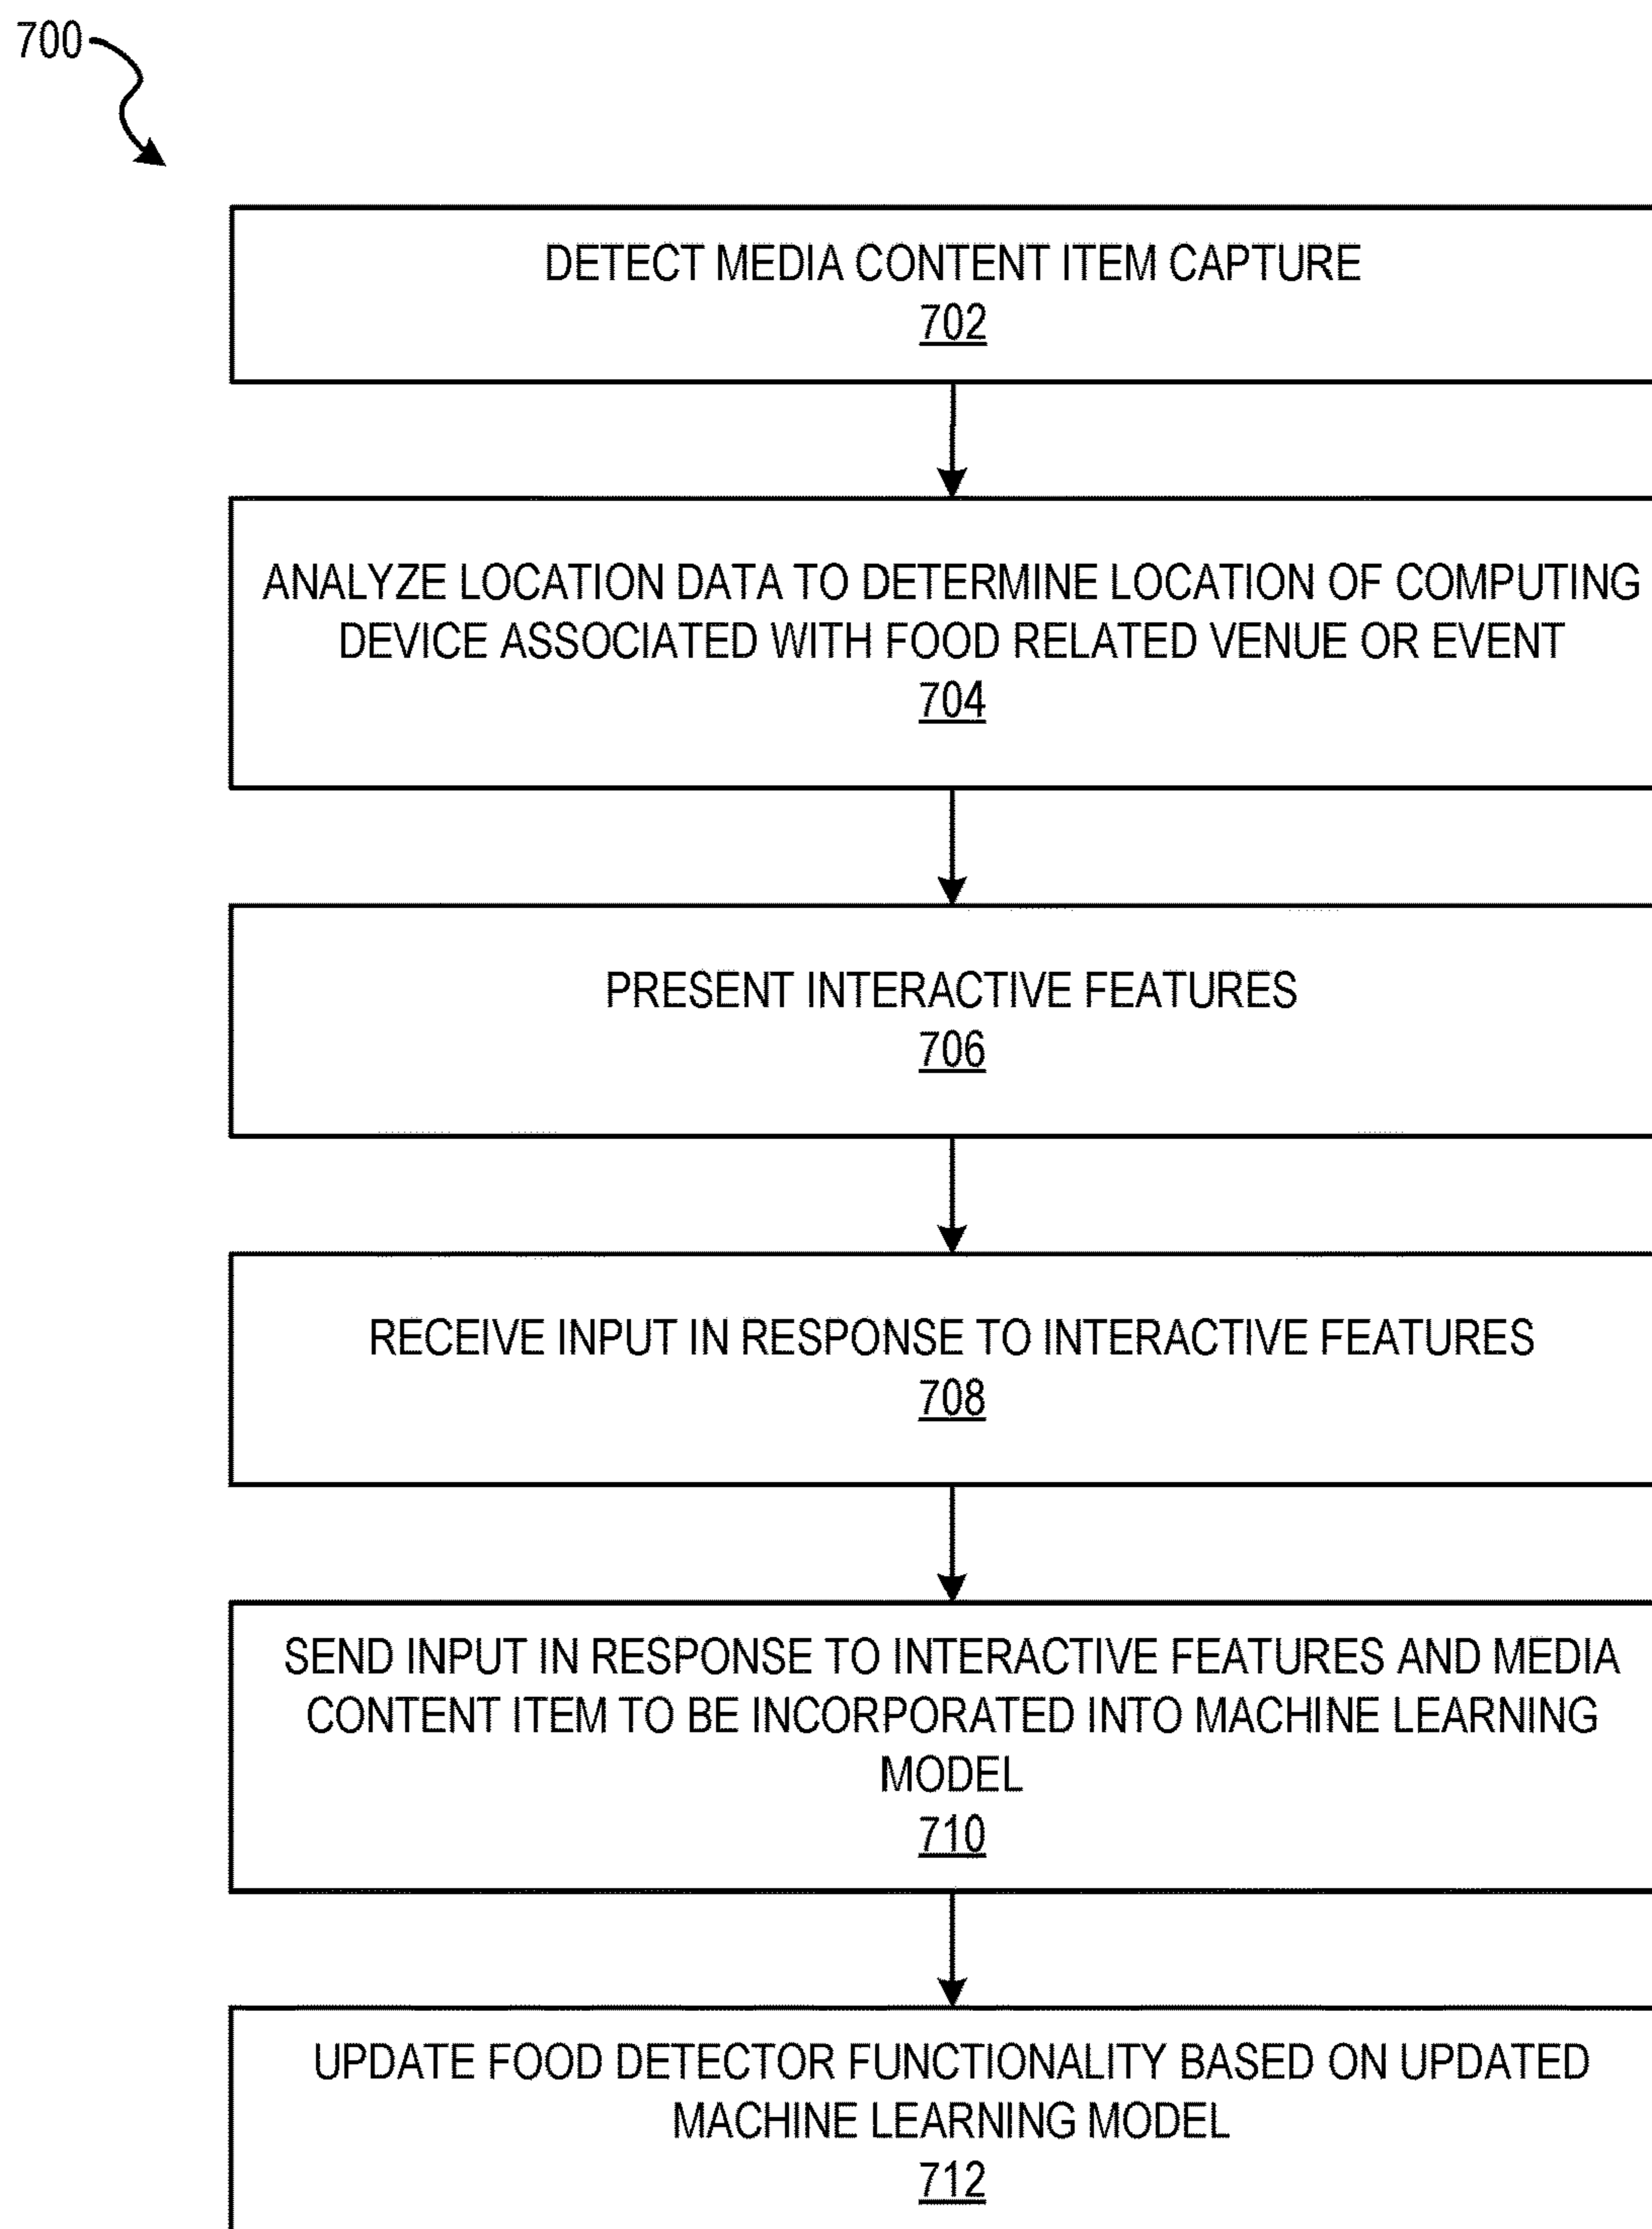 700
DETECT MEDIA CONTENT ITEM CAPTURE
702
ANALYZE LOCATION DATA TO DETERMINE LOCATION OF COMPUTING
DEVICE ASSOCIATED WITH FOOD RELATED VENUE OR EVENT
704
PRESENT INTERACTIVE FEATURES
706
RECEIVE INPUT IN RESPONSE TO INTERACTIVE FEATURES
708
SEND INPUT IN RESPONSE TO INTERACTIVE FEATURES AND MEDIA
CONTENT ITEM TO BE INCORPORATED INTO MACHINE LEARNING
MODEL
710
UPDATE FOOD DETECTOR FUNCTIONALITY BASED ON UPDATED
MACHINE LEARNING MODEL
712